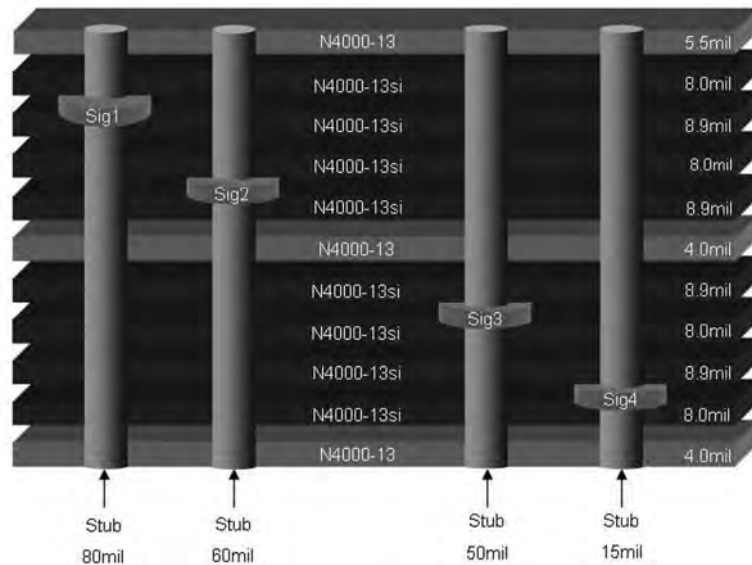 N4000-13 5.5mil
N4000-13si 8.0mil
Sig1
N4000-13si 8.9mil
N4000-13si 8.0mil
Sig2
N4000-13si 8.9mil
N4000-13 4.0mil
N4000-13si 8.9mil
Sig3
N4000-13si 8.0mil
N4000-13si 8.9mil
Sig4
N4000-13si 8.0mil
N4000-13 4.0mil
Stub Stub Stub Stub
80mil 60mil 50mil 15mil